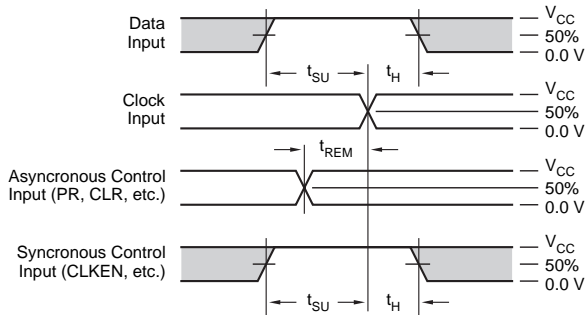 Data
Input
V_CC
50%
0.0 V
t_SU
t_H
Clock
Input
V_CC
50%
0.0 V
t_REM
Asyncronous Control
Input (PR, CLR, etc.)
V_CC
50%
0.0 V
Syncronous Control
Input (CLKEN, etc.)
V_CC
50%
0.0 V
t_SU
t_H